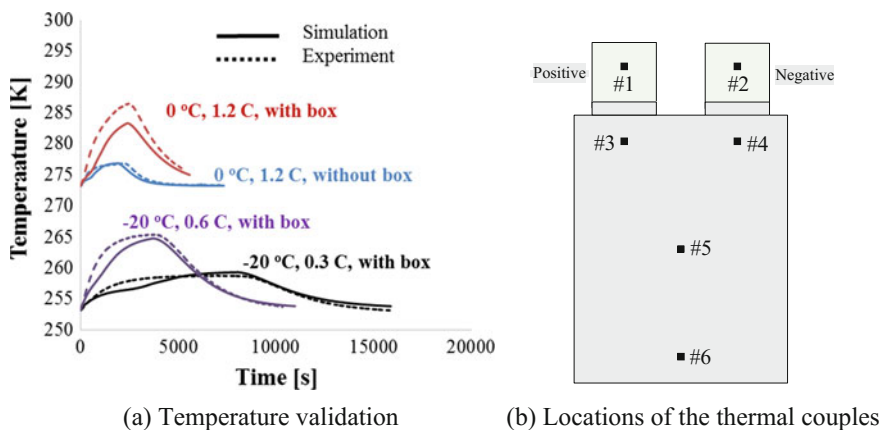 300
295
290
285
280
275
270
265
260
255
250
Temperaature [K]
Simulation
Experiment
0 °C, 1.2 C, with box
0 °C, 1.2 C, without box
-20 °C, 0.6 C, with box
-20 °C, 0.3 C, with box
0 5000 10000 15000 20000
Time [s]
(a) Temperature validation
Positive
#1
#2
Negative
#3
#4
#5
#6
(b) Locations of the thermal couples